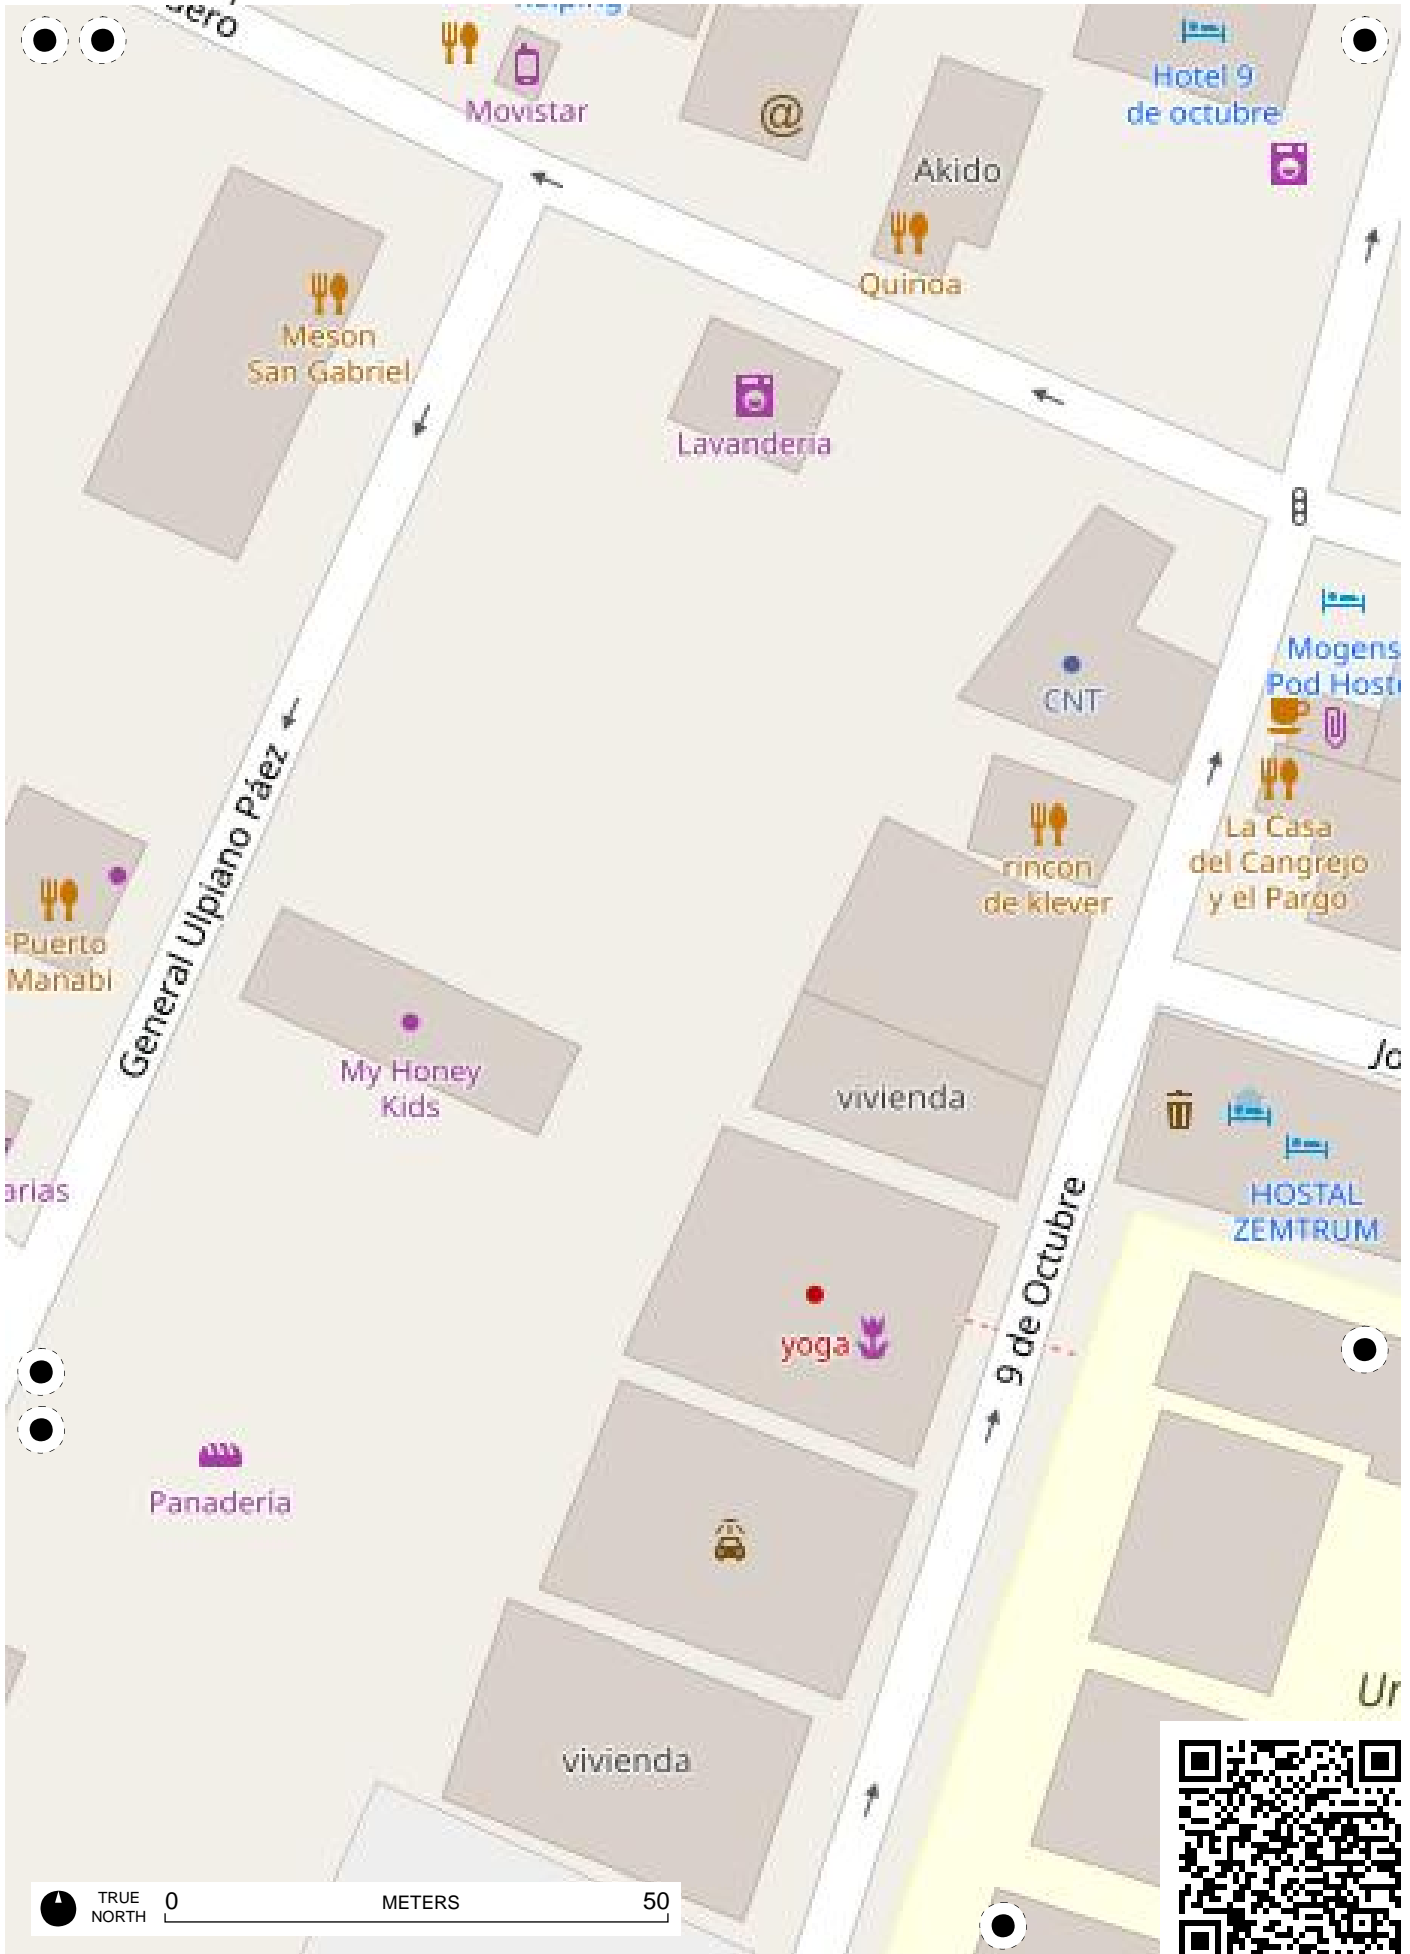 Movistar
@
Hotel 9
de octubre
Akido
Quinoa
Meson
San Gabriel
Lavanderia
Mogens
CNT
La Casa
del Cangrejo
y el Pargo
rincon
de klever
General Ulpiano Páez
Puerto
Manabi
My Honey
Kids
vivienda
HOSTAL
ZEMTRUM
9 de Octubre
yoga
Panaderia
vivienda
TRUE
NORTH
0 METERS 50